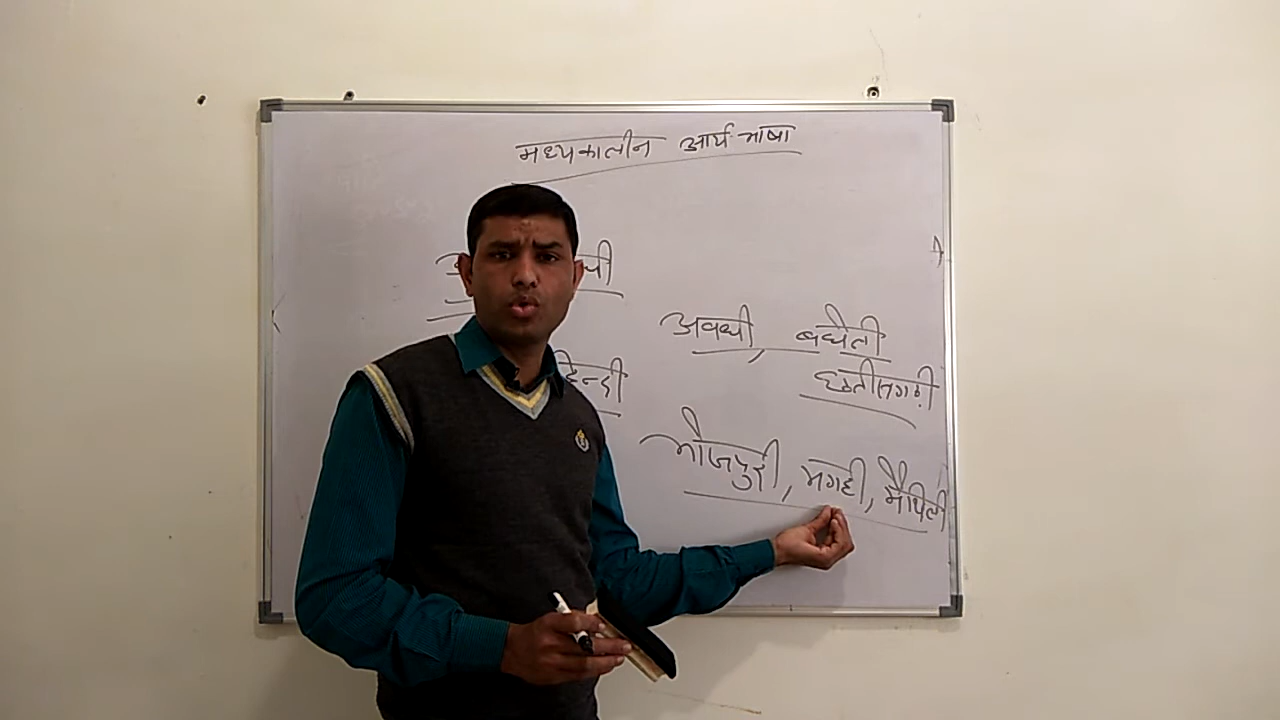 मध्यकालीन आर्य भाषा
हिन्दी
अवधी, बघेली
छत्तीसगढ़ी
भोजपुरी, मगही, मैथिली